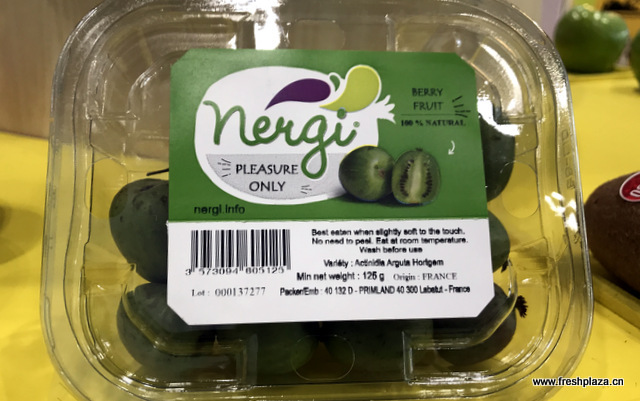 nergi
PLEASURE
ONLY
BERRY
FRUIT
100 % NATURAL
nergi.info
Best eaten when slightly soft to the touch.
No need to peel. Eat at room temperature.
Wash before use
Variety : Actinidia Arguta Hortgem
Min net weight : 125 g Origin : FRANCE
3 573094 605125
Lot : 000137277
Packer/Emb : 40 132 D - PRIMLAND 40 300 Labatut - France
www.freshplaza.cn